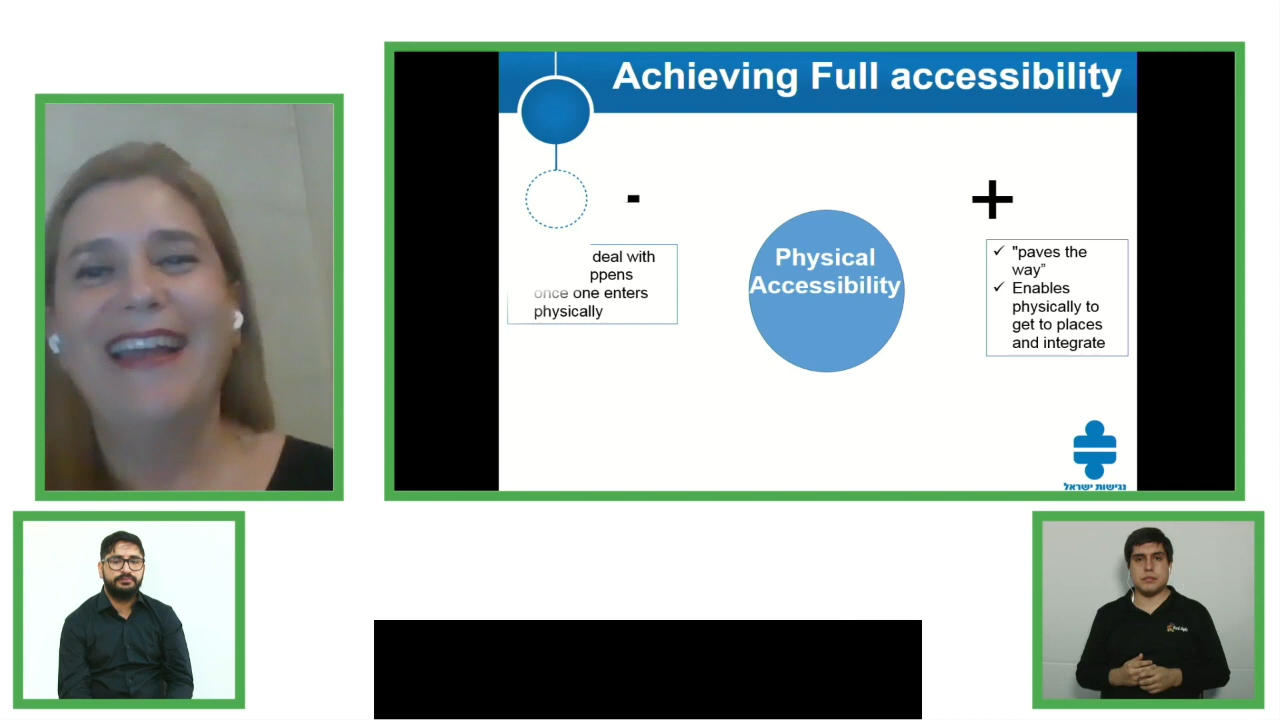 Achieving Full accessibility
-
+
deal with
ppens
once one enters
physically
Physical
Accessibility
✓ "paves the
way”
✓ Enables
physically to
get to places
and integrate
נגישות ישראל